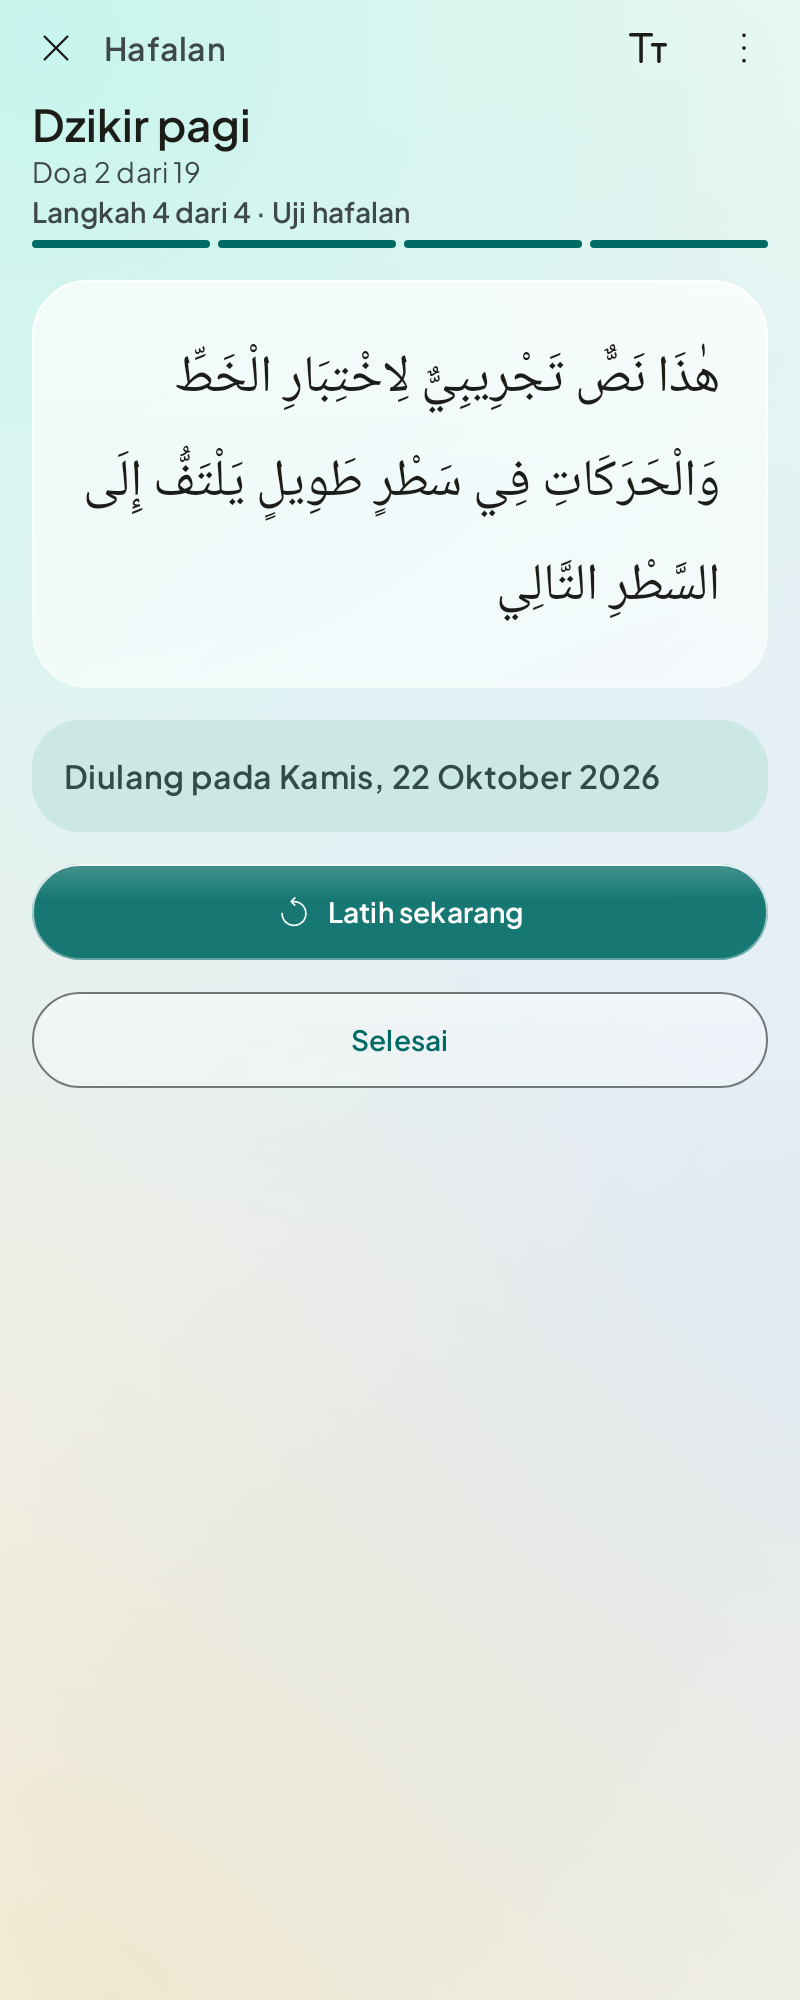 Hafalan
Dzikir pagi
Doa 2 dari 19
Langkah 4 dari 4 · Uji hafalan
هٰذَا نَصٌّ تَجْرِيبِيٌّ لِاخْتِبَارِ الْخَطِّ
وَالْحَرَكَاتِ فِي سَطْرٍ طَوِيلٍ يَلْتَفُّ إِلَى
السَّطْرِ التَّالِي
Diulang pada Kamis, 22 Oktober 2026
Latih sekarang
Selesai